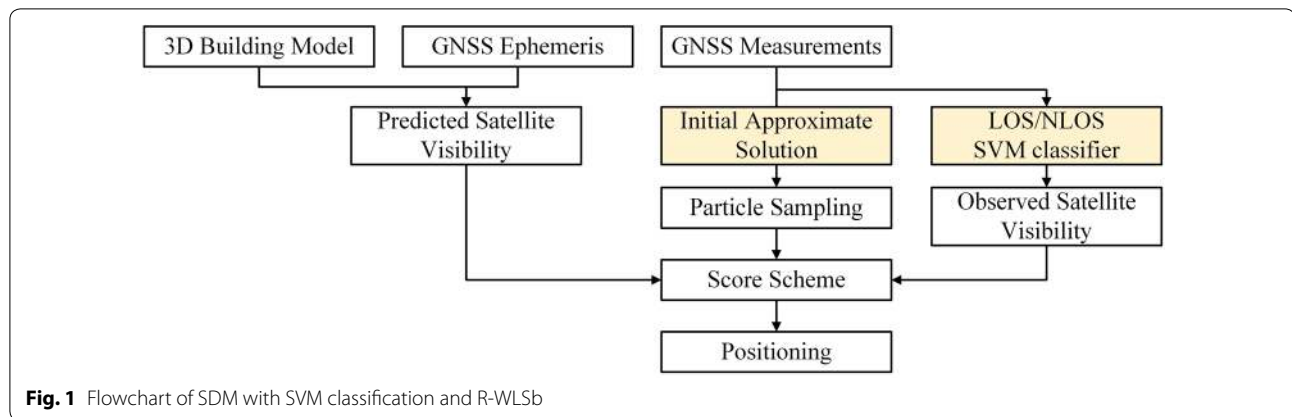 3D Building Model
GNSS Ephemeris
GNSS Measurements
Predicted Satellite
Visibility
Initial Approximate
Solution
LOS/NLOS
SVM classifier
Particle Sampling
Observed Satellite
Visibility
Score Scheme
Positioning
Fig. 1 Flowchart of SDM with SVM classification and R-WLSb